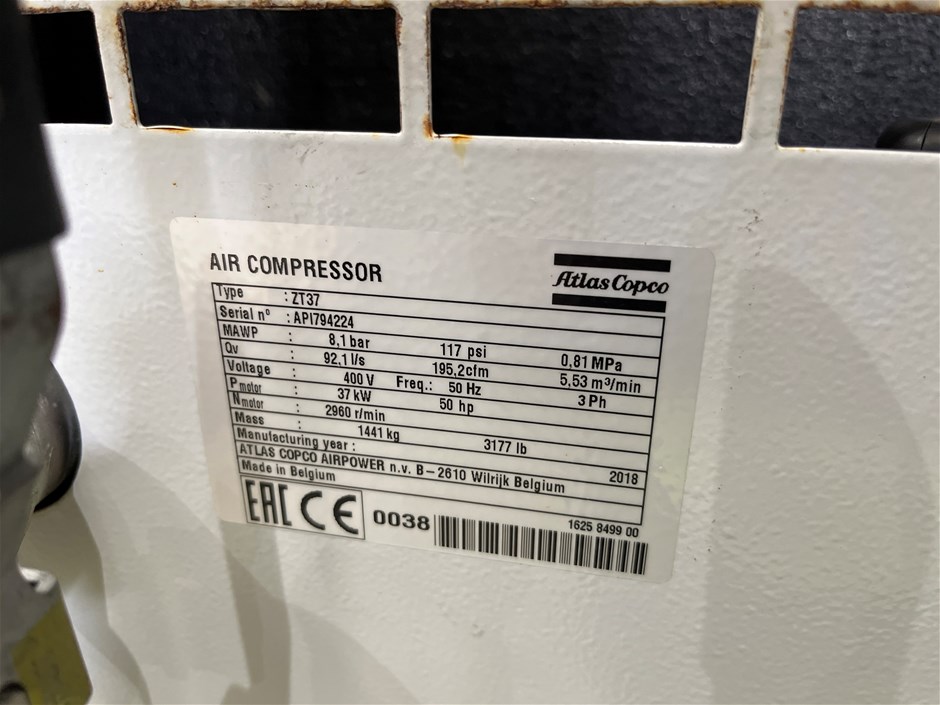 AIR COMPRESSOR
Atlas Copco
Type : ZT37
Serial nº : API794224
MAWP : 8,1 bar 117 psi 0,81 MPa
Qv : 92,1 l/s 195,2cfm 5,53 m³/min
Voltage : 400 V Freq.: 50 Hz 3 Ph
Pmotor : 37 kW 50 hp
Nmotor : 2960 r/min
Mass : 1441 kg 3177 lb
Manufacturing year : 2018
ATLAS COPCO AIRPOWER n.v. B–2610 Wilrijk Belgium
Made in Belgium
EAC CE 0038
1625 8499 00